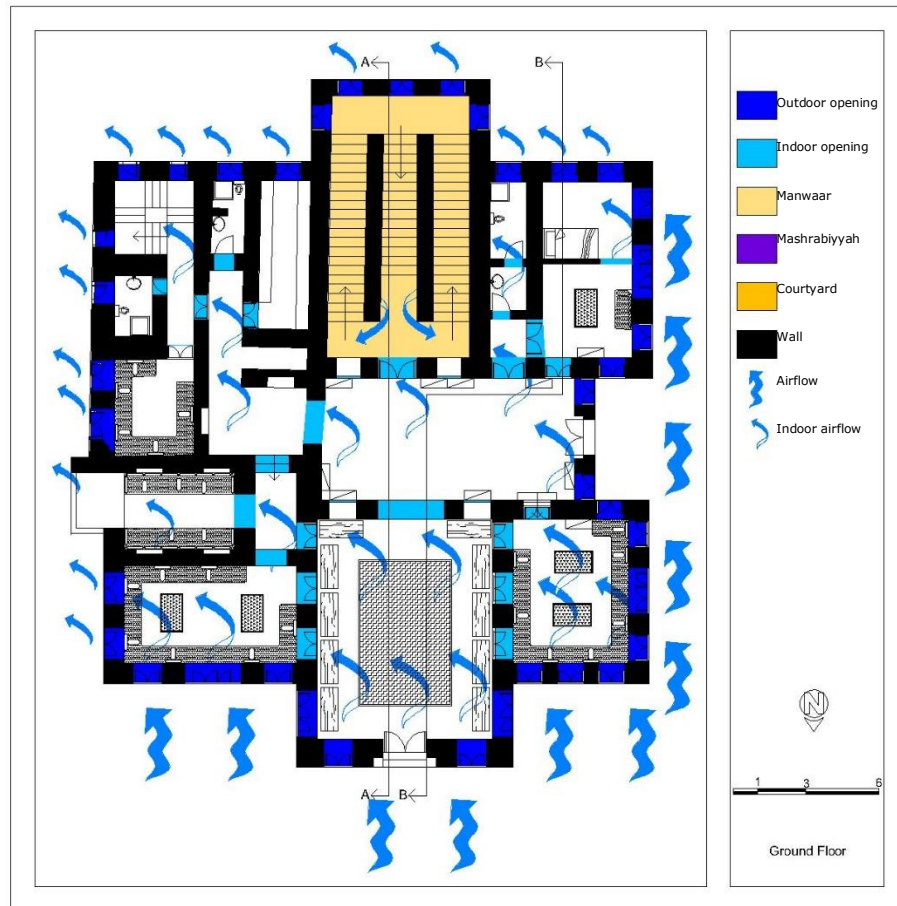 A
B
Outdoor opening
Indoor opening
Manwaar
Mashrabiyyah
Courtyard
Wall
Airflow
Indoor airflow
N
1 3 6
A B
Ground Floor